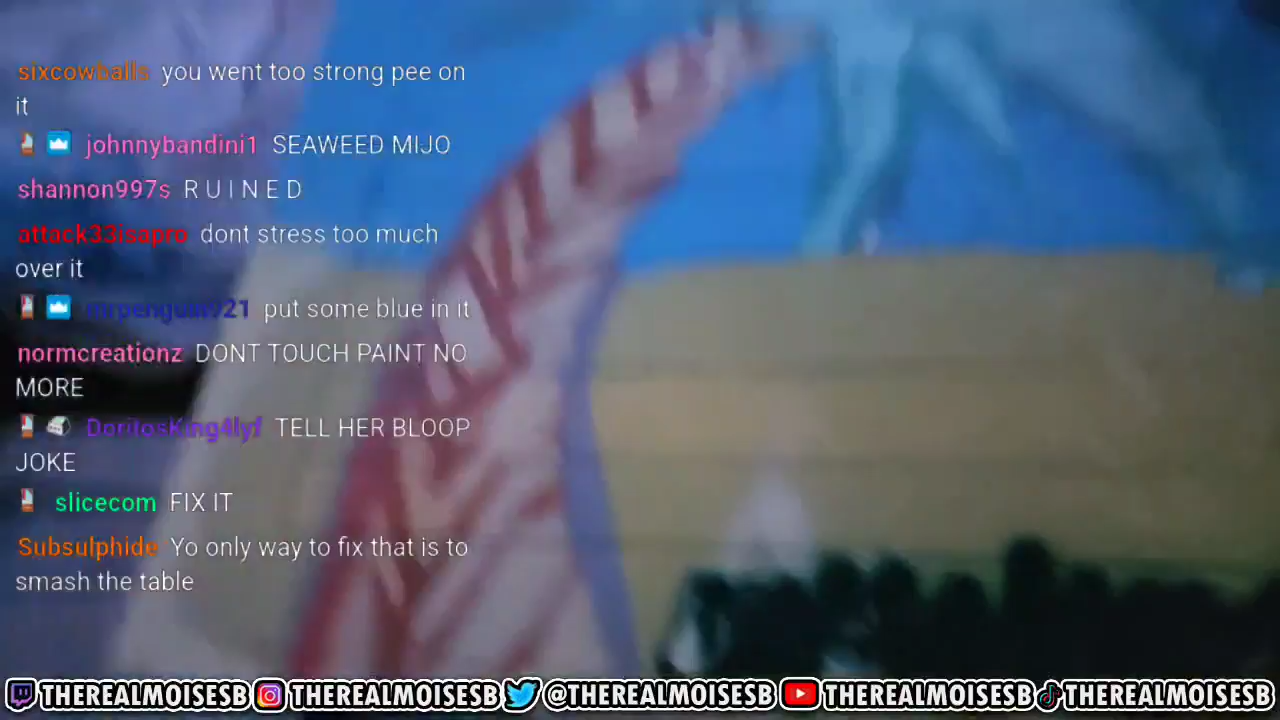 sixcowballs you went too strong pee on
it
johnnybandini1 SEAWEED MIJO
shannon997s R U I N E D
attack33isapro dont stress too much
over it
mrpenguinv21 put some blue in it
normcreationz DONT TOUCH PAINT NO
MORE
DoritosKing4lyf TELL HER BLOOP
JOKE
slicecom FIX IT
Subsulphide Yo only way to fix that is to
smash the table
THEREALMOISESB THEREALMOISESB @THEREALMOISESB THEREALMOISESB THEREALMOISESB